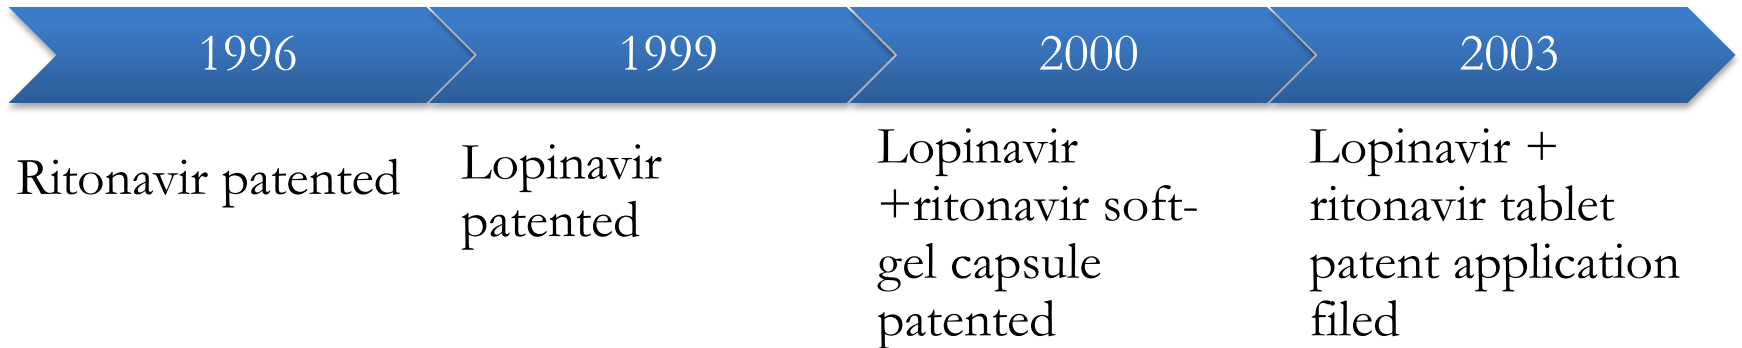 1996
1999
2000
2003
Ritonavir patented
Lopinavir
patented
Lopinavir
+ritonavir soft-
gel capsule
patented
Lopinavir +
ritonavir tablet
patent application
filed